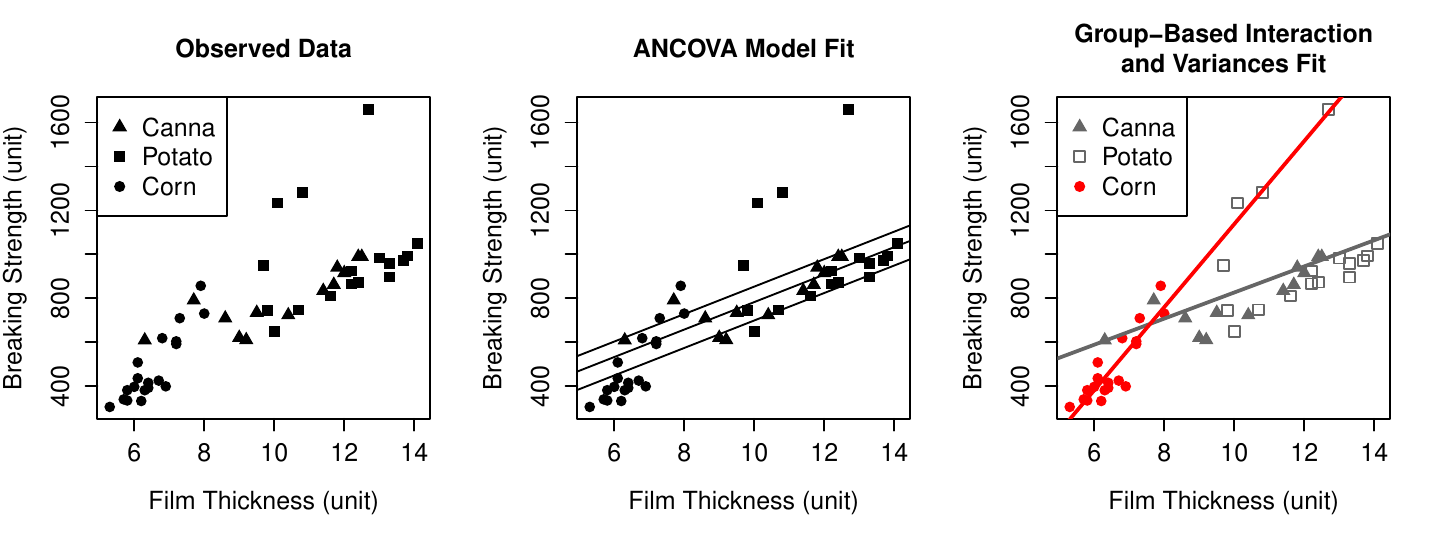 Observed Data
Breaking Strength (unit)
1600
1200
800
400
Canna
Potato
Corn
6 8 10 12 14
Film Thickness (unit)
ANCOVA Model Fit
Breaking Strength (unit)
1600
1200
800
400
6 8 10 12 14
Film Thickness (unit)
Group−Based Interaction
and Variances Fit
Breaking Strength (unit)
1600
1200
800
400
Canna
Potato
Corn
6 8 10 12 14
Film Thickness (unit)